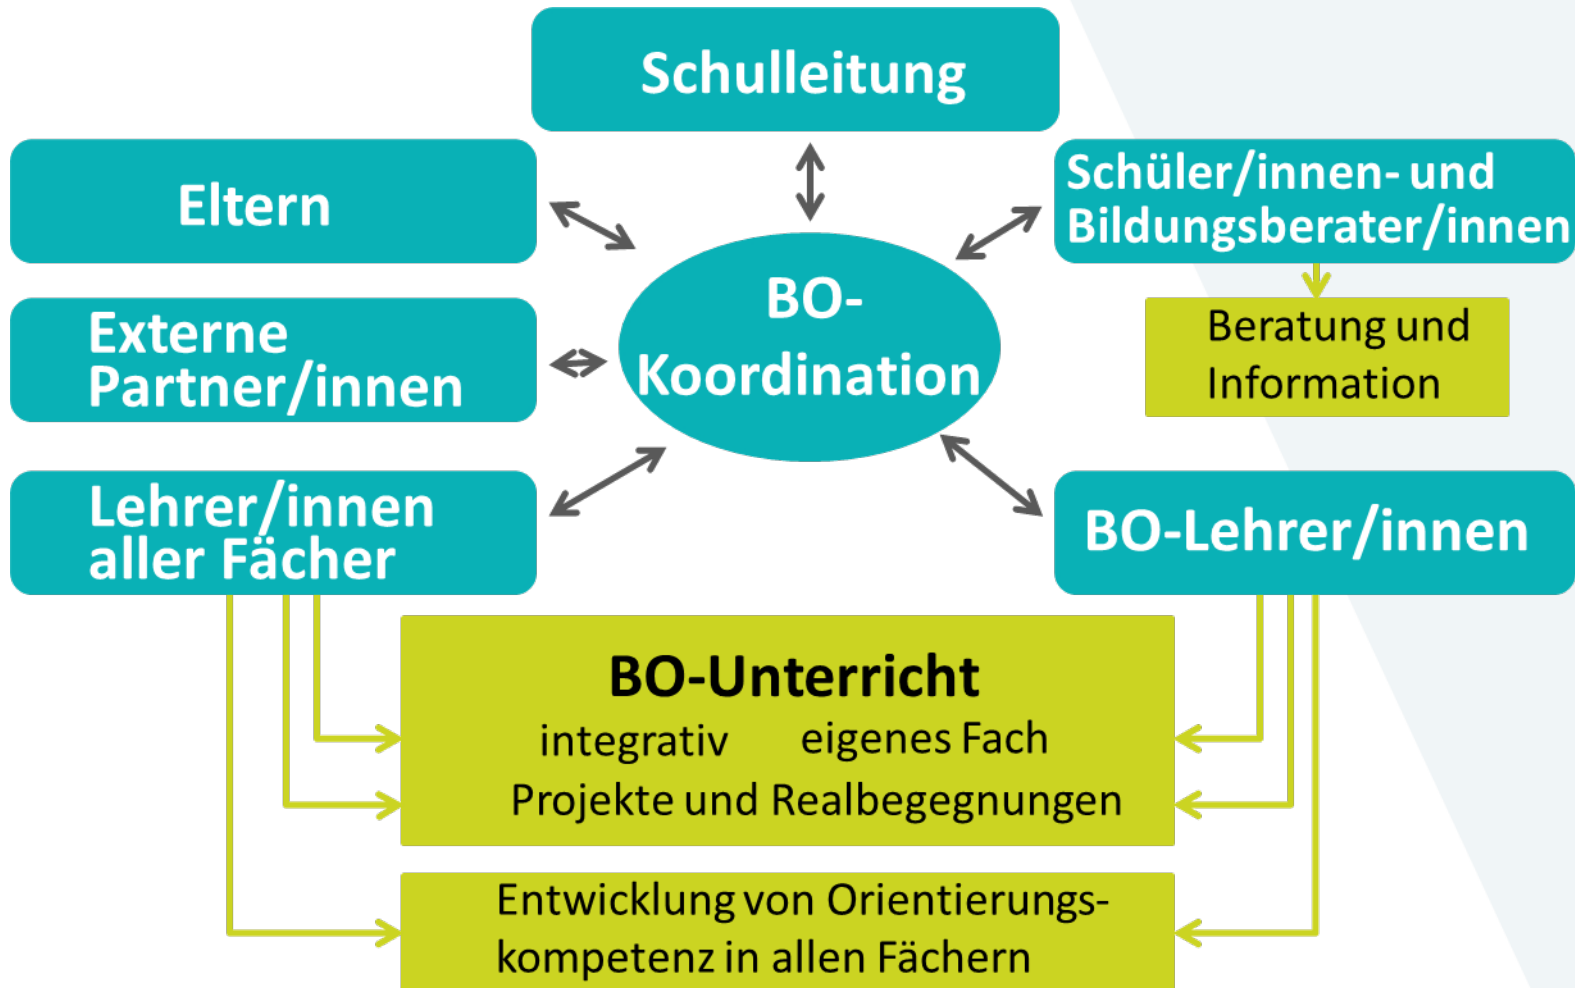 Schulleitung
Eltern
Schüler/innen- und
Bildungsberater/innen
BO-
Koordination
Externe
Partner/innen
Beratung und
Information
Lehrer/innen
aller Fächer
BO-Lehrer/innen
BO-Unterricht
integrativ eigenes Fach
Projekte und Realbegegnungen
Entwicklung von Orientierungs-
kompetenz in allen Fächern